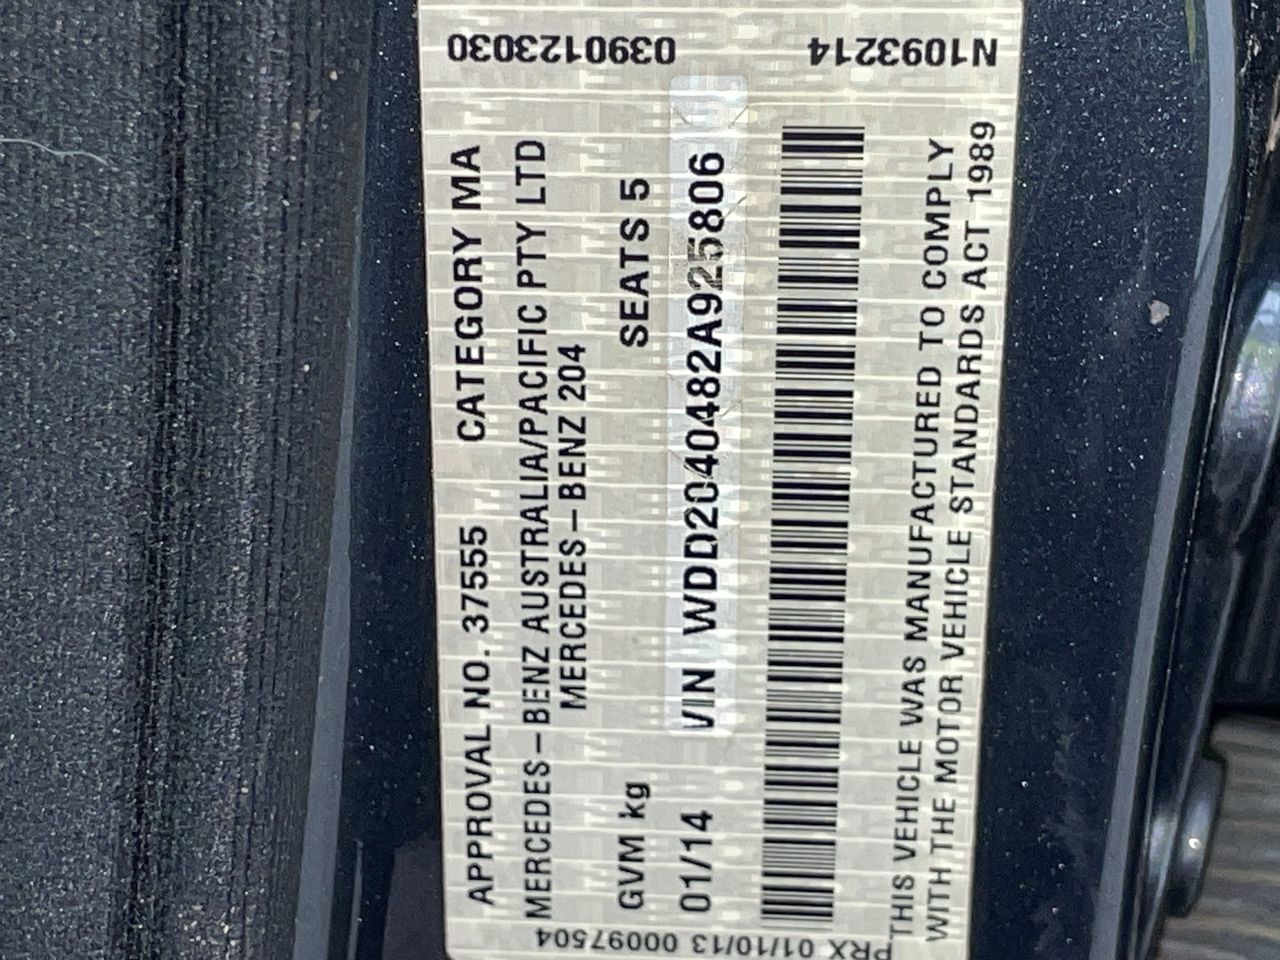 APPROVAL NO. 37555 CATEGORY MA
MERCEDES-BENZ AUSTRALIA/PACIFIC PTY LTD
MERCEDES-BENZ 204
GVM kg SEATS 5
01/14 VIN WDD2040482A925806
THIS VEHICLE WAS MANUFACTURED TO COMPLY
WITH THE MOTOR VEHICLE STANDARDS ACT 1989
N1093214 0390123030
PRX 01/10/13 00097504